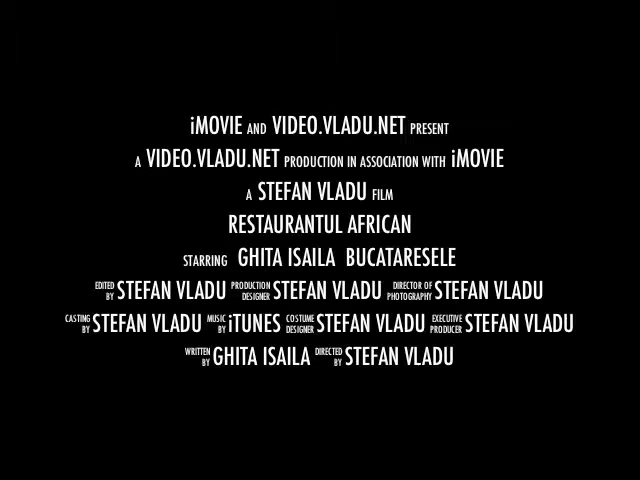 iMOVIE AND VIDEO.VLADU.NET PRESENT
A VIDEO.VLADU.NET PRODUCTION IN ASSOCIATION WITH iMOVIE
A STEFAN VLADU FILM
RESTAURANTUL AFRICAN
STARRING GHITA ISAILA BUCATARESELE
EDITED BY STEFAN VLADU PRODUCTION DESIGNER STEFAN VLADU DIRECTOR OF PHOTOGRAPHY STEFAN VLADU
CASTING BY STEFAN VLADU MUSIC BY iTUNES COSTUME DESIGNER STEFAN VLADU EXECUTIVE PRODUCER STEFAN VLADU
WRITTEN BY GHITA ISAILA DIRECTED BY STEFAN VLADU